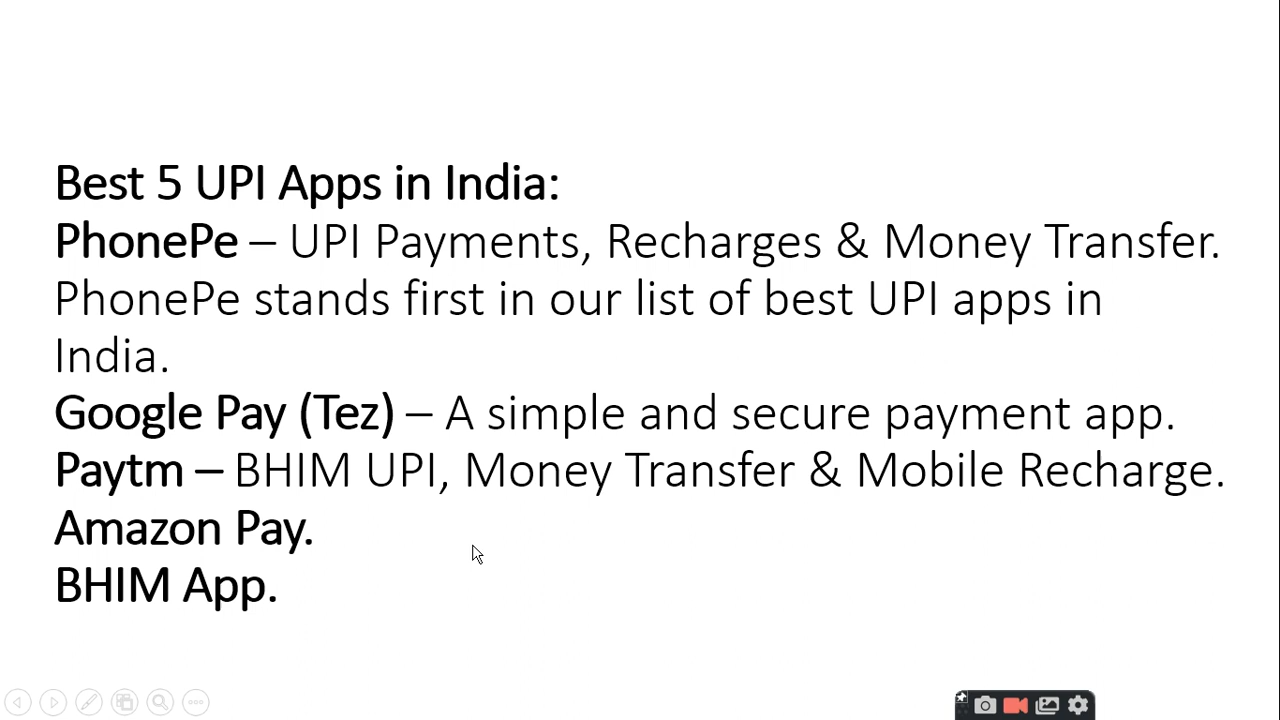 Best 5 UPI Apps in India:
PhonePe – UPI Payments, Recharges & Money Transfer.
PhonePe stands first in our list of best UPI apps in
India.
Google Pay (Tez) – A simple and secure payment app.
Paytm – BHIM UPI, Money Transfer & Mobile Recharge.
Amazon Pay.
BHIM App.